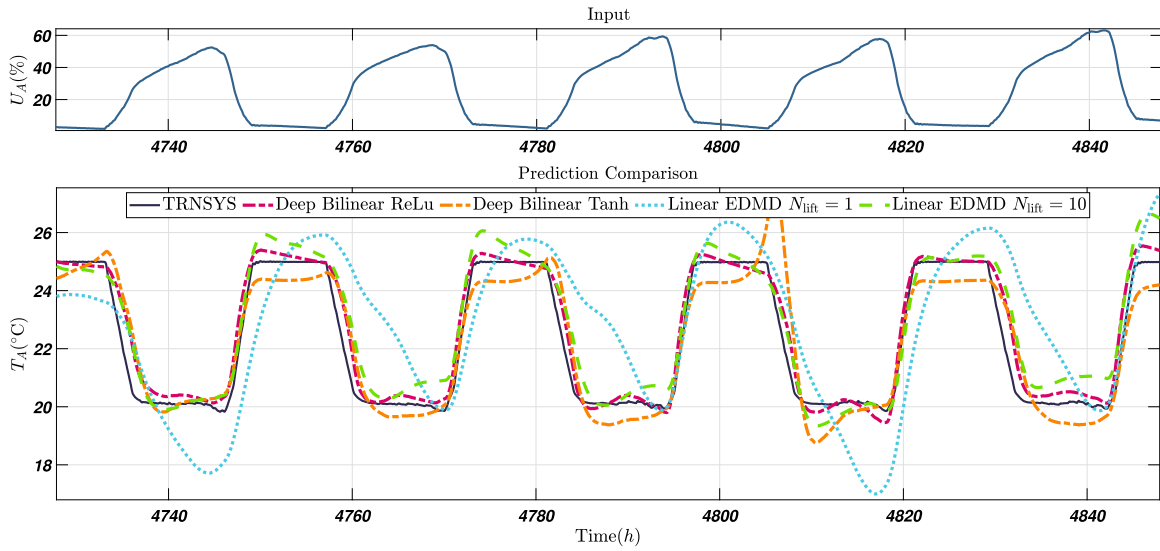 Input
60
40
20
U_A(%)
4740 4760 4780 4800 4820 4840
Prediction Comparison
TRNSYS Deep Bilinear ReLu Deep Bilinear Tanh Linear EDMD N_lift = 1 Linear EDMD N_lift = 10
26
24
22
20
18
T_A(°C)
4740 4760 4780 4800 4820 4840
Time(h)